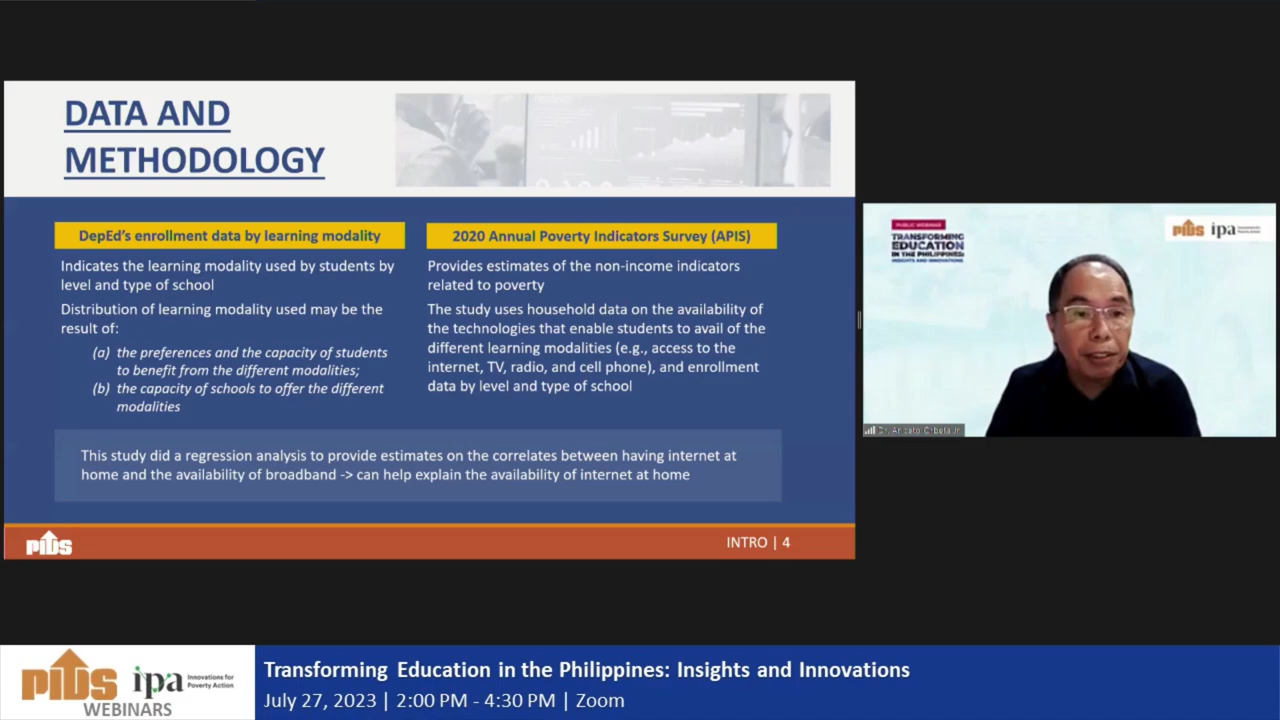 DATA AND
METHODOLOGY
DepEd's enrollment data by learning modality
Indicates the learning modality used by students by
level and type of school
Distribution of learning modality used may be the
result of:
(a) the preferences and the capacity of students
to benefit from the different modalities;
(b) the capacity of schools to offer the different
modalities
2020 Annual Poverty Indicators Survey (APIS)
Provides estimates of the non-income indicators
related to poverty
The study uses household data on the availability of
the technologies that enable students to avail of the
different learning modalities (e.g., access to the
internet, TV, radio, and cell phone), and enrollment
data by level and type of school
This study did a regression analysis to provide estimates on the correlates between having internet at
home and the availability of broadband -> can help explain the availability of internet at home
PIDS
INTRO | 4
PUBLIC WEBINAR
TRANSFORMING
EDUCATION
IN THE PHILIPPINES:
INSIGHTS AND INNOVATIONS
PIDS ipa
Dr. Aniceto Orbeta Jr.
PIDS ipa Innovations for
Poverty Action
WEBINARS
Transforming Education in the Philippines: Insights and Innovations
July 27, 2023 | 2:00 PM - 4:30 PM | Zoom